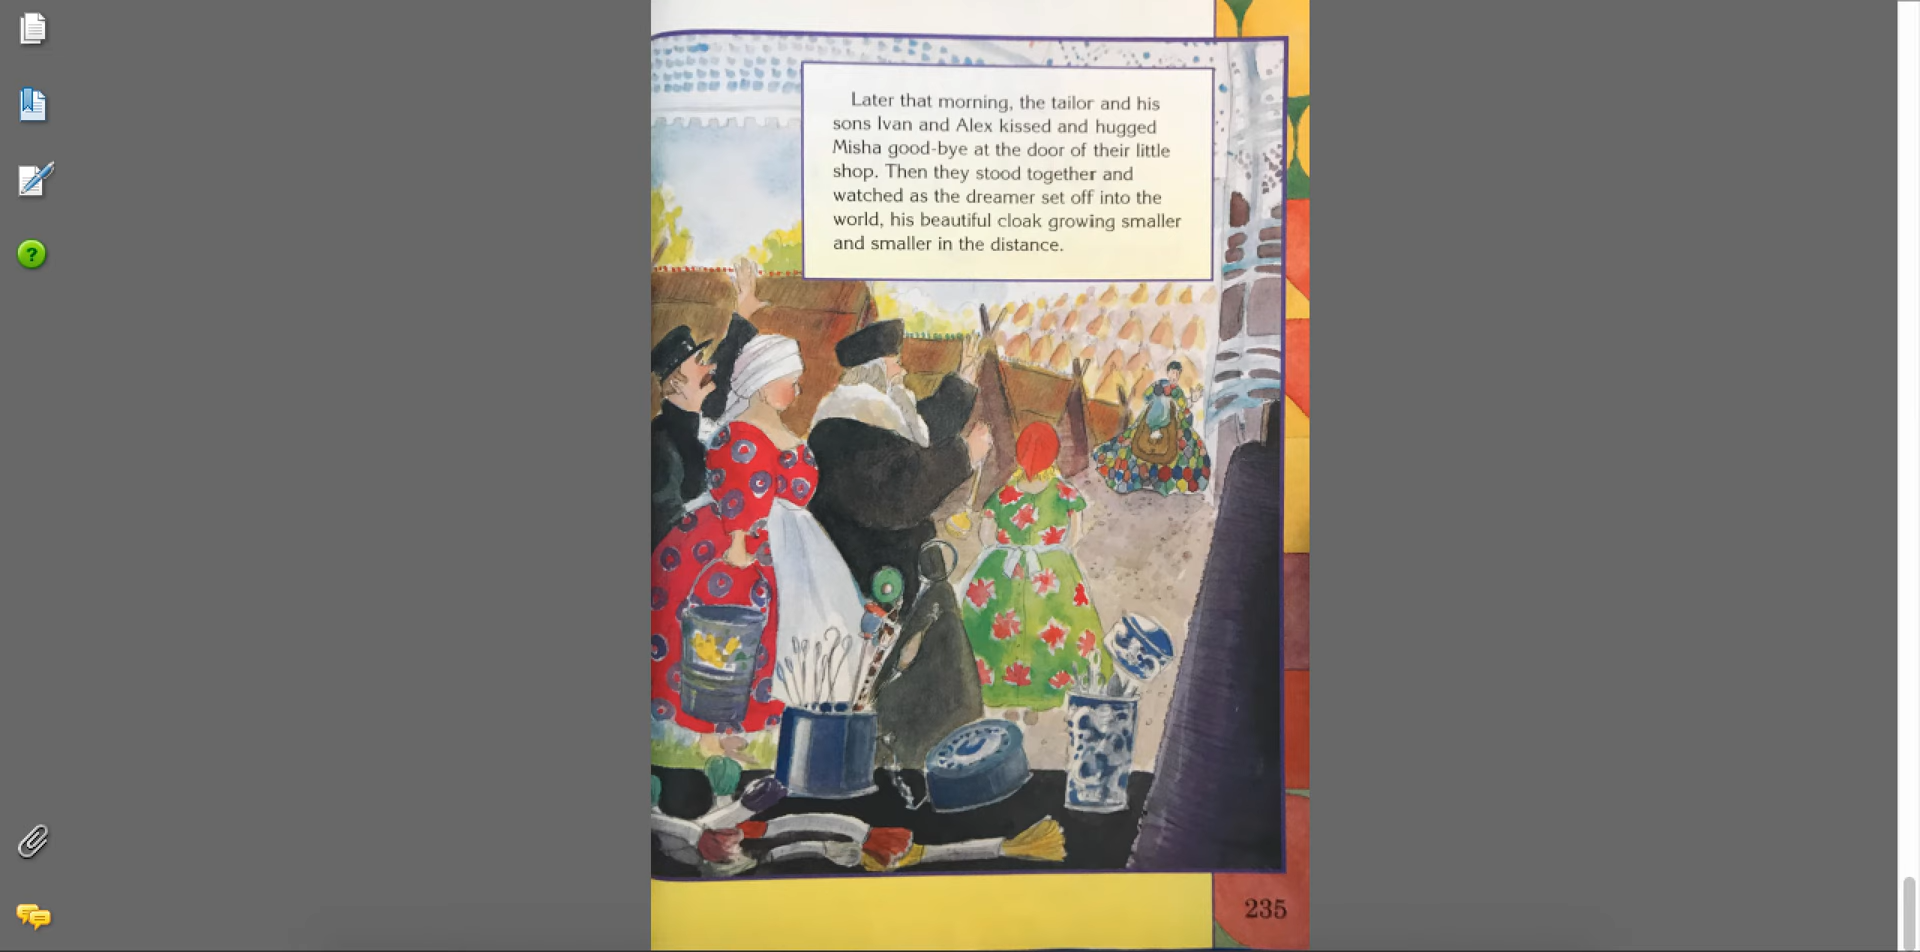 Later that morning, the tailor and his
sons Ivan and Alex kissed and hugged
Misha good-bye at the door of their little
shop. Then they stood together and
watched as the dreamer set off into the
world, his beautiful cloak growing smaller
and smaller in the distance.
235